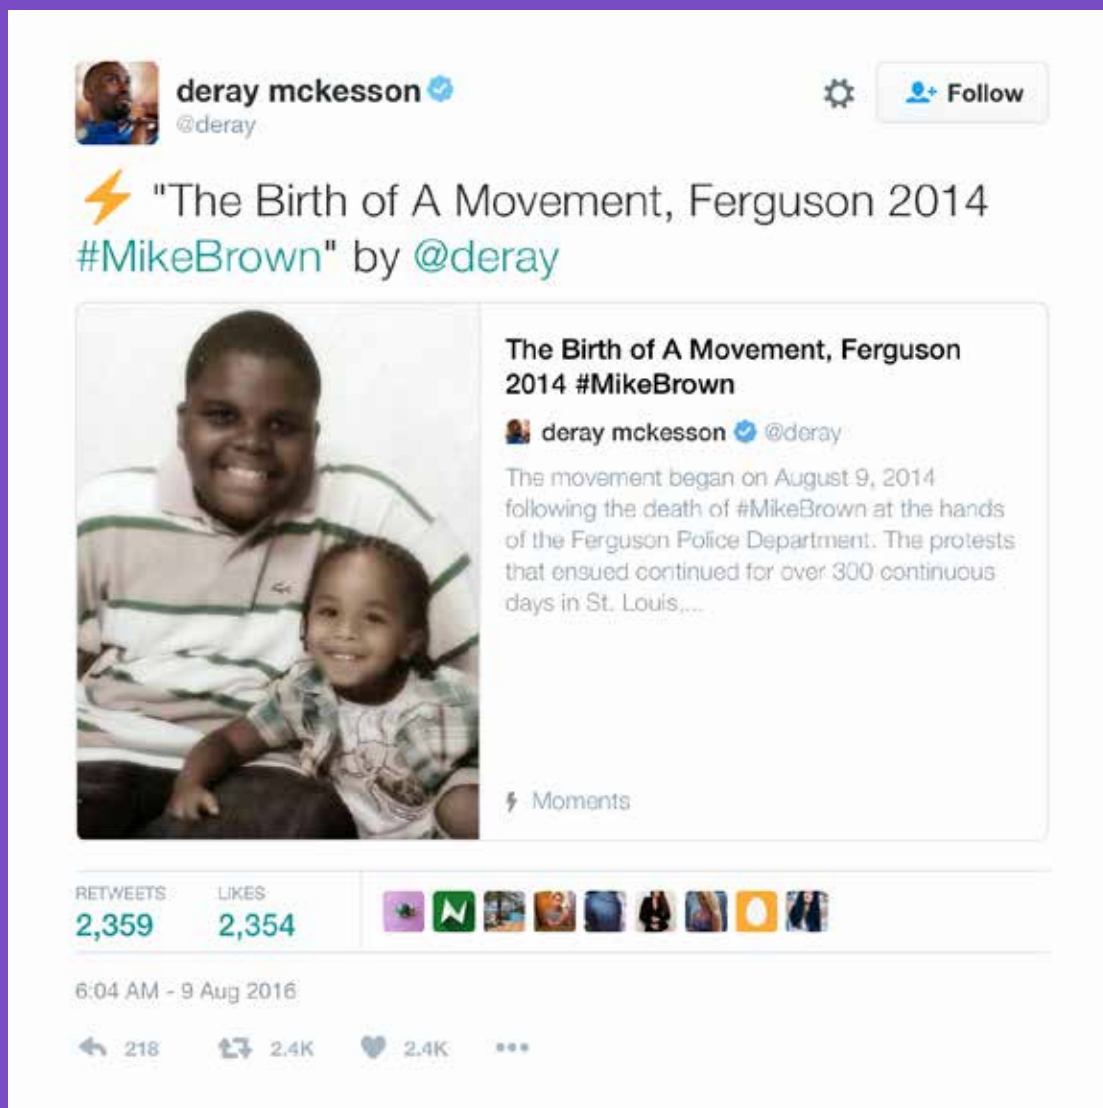 deray mckesson
@deray
Follow
"The Birth of A Movement, Ferguson 2014
#MikeBrown" by @deray
The Birth of A Movement, Ferguson
2014 #MikeBrown
deray mckesson @deray
The movement began on August 9, 2014
following the death of #MikeBrown at the hands
of the Ferguson Police Department. The protests
that ensued continued for over 300 continuous
days in St. Louis,...
Moments
RETWEETS LIKES
2,359 2,354
6:04 AM - 9 Aug 2016
218 2.4K 2.4K